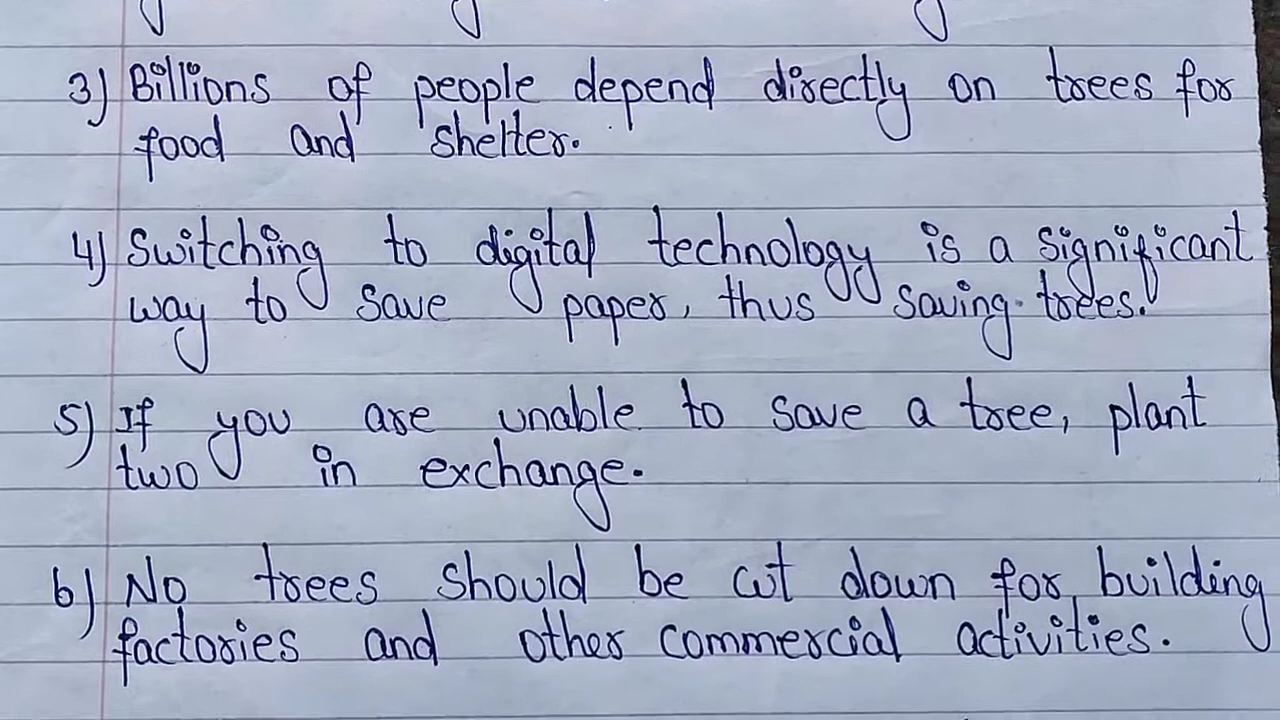 3) Billions of people depend directly on trees for
food and shelter.
4) Switching to digital technology is a significant
way to save paper, thus saving trees.
5) If you are unable to save a tree, plant
two in exchange.
6) No trees should be cut down for building
factories and other commercial activities.